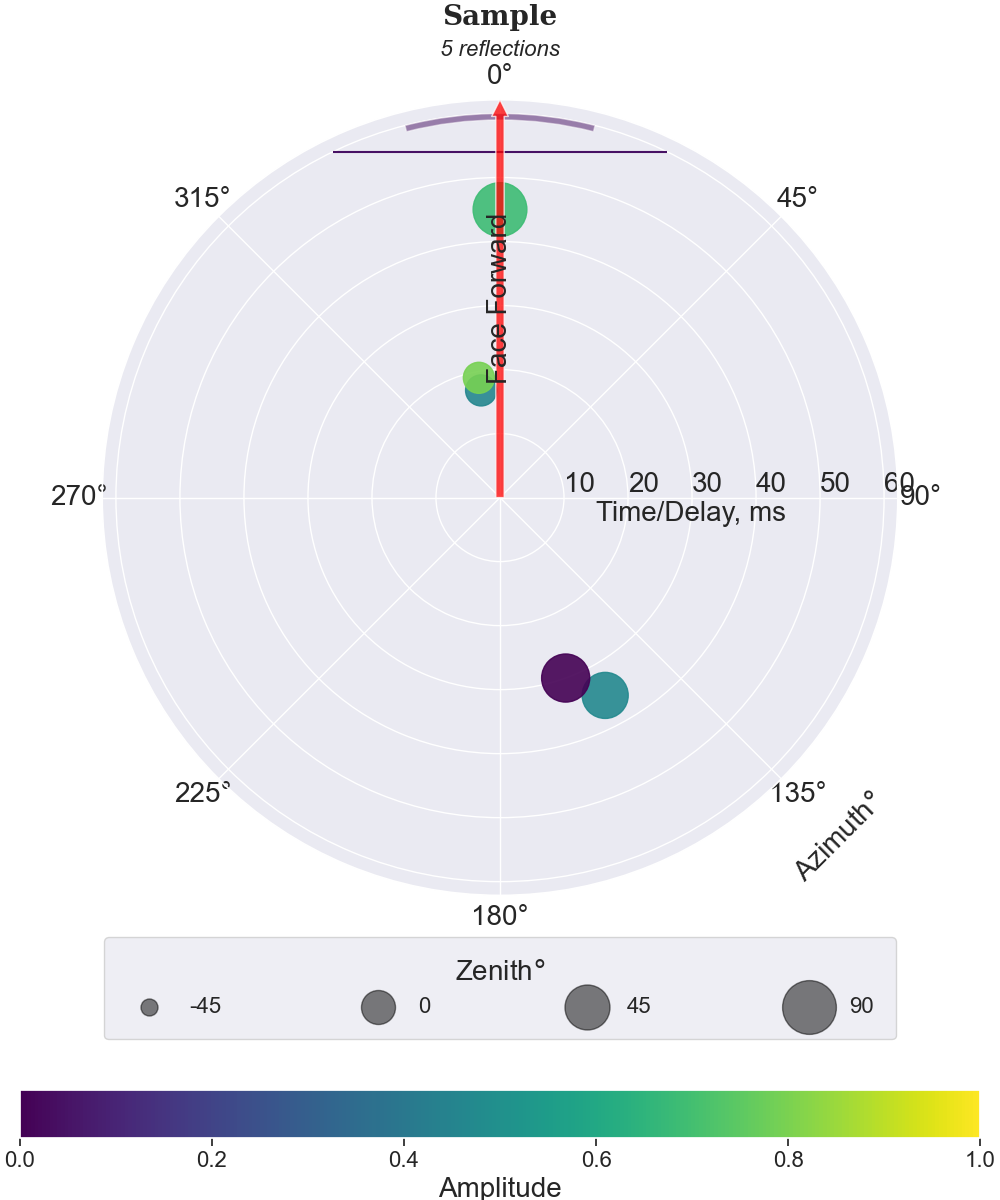 Sample
5 reflections
0°
315°
45°
Face Forward
270°
10 20 30 40 50 60
90°
Time/Delay, ms
225°
135°
Azimuth°
180°
Zenith°
-45 0 45 90
0.0 0.2 0.4 0.6 0.8 1.0
Amplitude